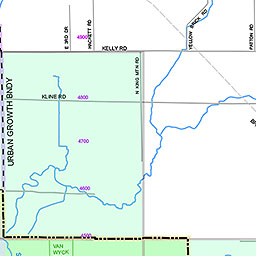 E 3RD DR
HACKETT RD
YELLOW BRICK RD
PATTON RD
4900
KELLY RD
N KING MTN RD
KLINE RD
4800
URBAN GROWTH BNDY
4700
4600
4500
VAN
WYCK